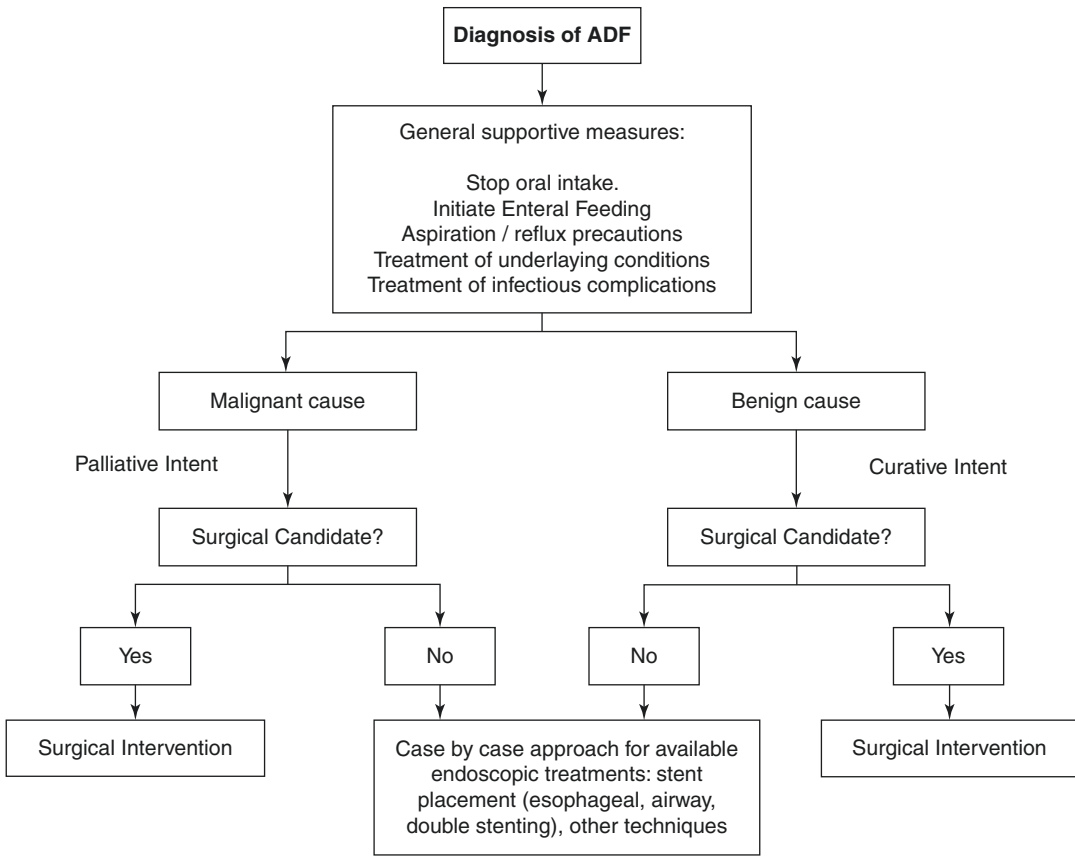 Diagnosis of ADF
General supportive measures:
Stop oral intake.
Initiate Enteral Feeding
Aspiration / reflux precautions
Treatment of underlaying conditions
Treatment of infectious complications
Malignant cause
Benign cause
Palliative Intent
Curative Intent
Surgical Candidate?
Surgical Candidate?
Yes
No
No
Yes
Surgical Intervention
Case by case approach for available
endoscopic treatments: stent
placement (esophageal, airway,
double stenting), other techniques
Surgical Intervention